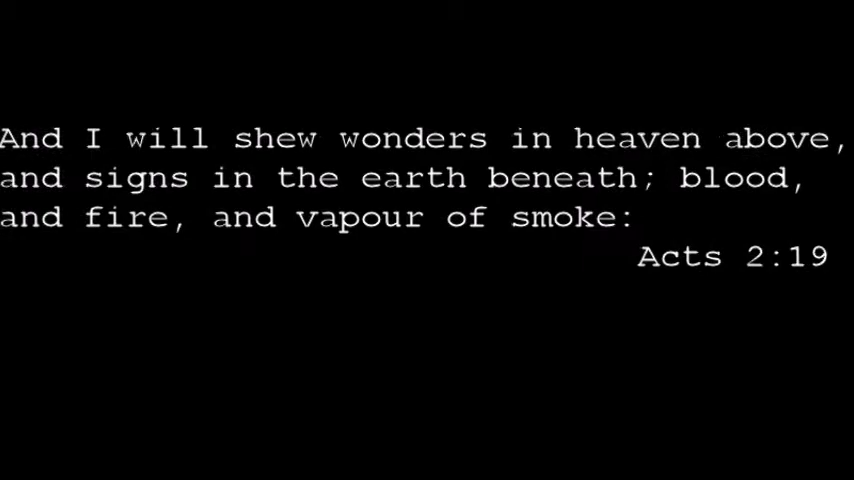 And I will shew wonders in heaven above,
and signs in the earth beneath; blood,
and fire, and vapour of smoke:
Acts 2:19